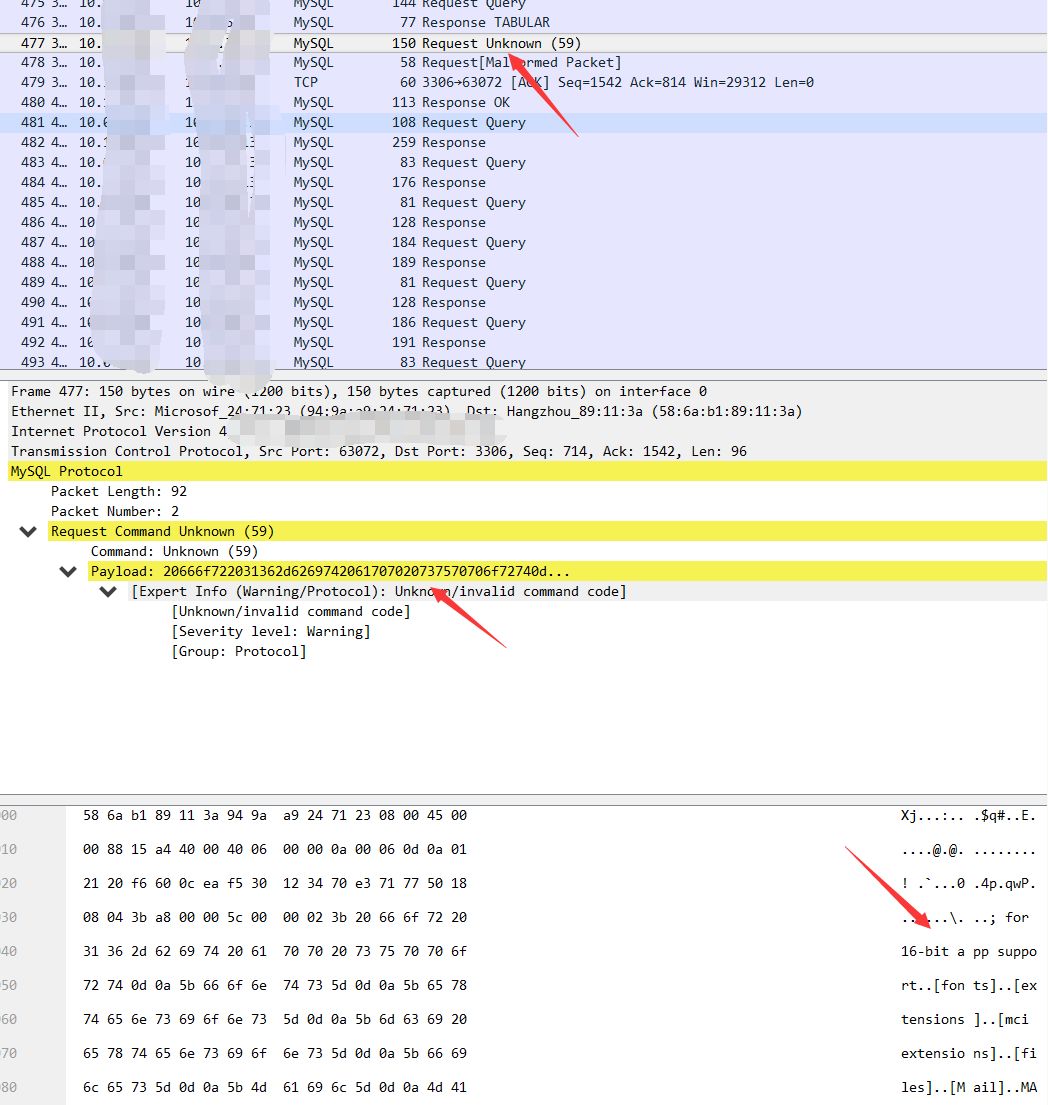 475 3… 10. MySQL 144 Request Query
476 3… 10. MySQL 77 Response TABULAR
477 3… 10. MySQL 150 Request Unknown (59)
478 3… 10. MySQL 58 Request[Malformed Packet]
479 3… 10. TCP 60 3306→63072 [ACK] Seq=1542 Ack=814 Win=29312 Len=0
480 4… 10. MySQL 113 Response OK
481 4… 10. 10 MySQL 108 Request Query
482 4… 10. 10 MySQL 259 Response
483 4… 10. 10 MySQL 83 Request Query
484 4… 10. 10 MySQL 176 Response
485 4… 10. 10 MySQL 81 Request Query
486 4… 10. 10 MySQL 128 Response
487 4… 10. 10 MySQL 184 Request Query
488 4… 10 10 MySQL 189 Response
489 4… 10 10 MySQL 81 Request Query
490 4… 10 10 MySQL 128 Response
491 4… 10 10 MySQL 186 Request Query
492 4… 10 10 MySQL 191 Response
493 4… 10. 10 MySQL 83 Request Query
Frame 477: 150 bytes on wire (1200 bits), 150 bytes captured (1200 bits) on interface 0
Ethernet II, Src: Microsof_24:71:23 (94:9a:a9:24:71:23), Dst: Hangzhou_89:11:3a (58:6a:b1:89:11:3a)
Internet Protocol Version 4
Transmission Control Protocol, Src Port: 63072, Dst Port: 3306, Seq: 714, Ack: 1542, Len: 96
MySQL Protocol
Packet Length: 92
Packet Number: 2
Request Command Unknown (59)
Command: Unknown (59)
Payload: 20666f722031362d6269742061707020737570706f72740d...
[Expert Info (Warning/Protocol): Unknown/invalid command code]
[Unknown/invalid command code]
[Severity level: Warning]
[Group: Protocol]
00 58 6a b1 89 11 3a 94 9a a9 24 71 23 08 00 45 00 Xj...:.. .$q#..E.
10 00 88 15 a4 40 00 40 06 00 00 0a 00 06 0d 0a 01 ....@.@. ........
20 21 20 f6 60 0c ea f5 30 12 34 70 e3 71 77 50 18 ! .`...0 .4p.qwP.
30 08 04 3b a8 00 00 5c 00 00 02 3b 20 66 6f 72 20 ..;...\. ..; for
40 31 36 2d 62 69 74 20 61 70 70 20 73 75 70 70 6f 16-bit a pp suppo
50 72 74 0d 0a 5b 66 6f 6e 74 73 5d 0d 0a 5b 65 78 rt..[fon ts]..[ex
60 74 65 6e 73 69 6f 6e 73 5d 0d 0a 5b 6d 63 69 20 tensions ]..[mci
70 65 78 74 65 6e 73 69 6f 6e 73 5d 0d 0a 5b 66 69 extensio ns]..[fi
80 6c 65 73 5d 0d 0a 5b 4d 61 69 6c 5d 0d 0a 4d 41 les]..[M ail]..MA